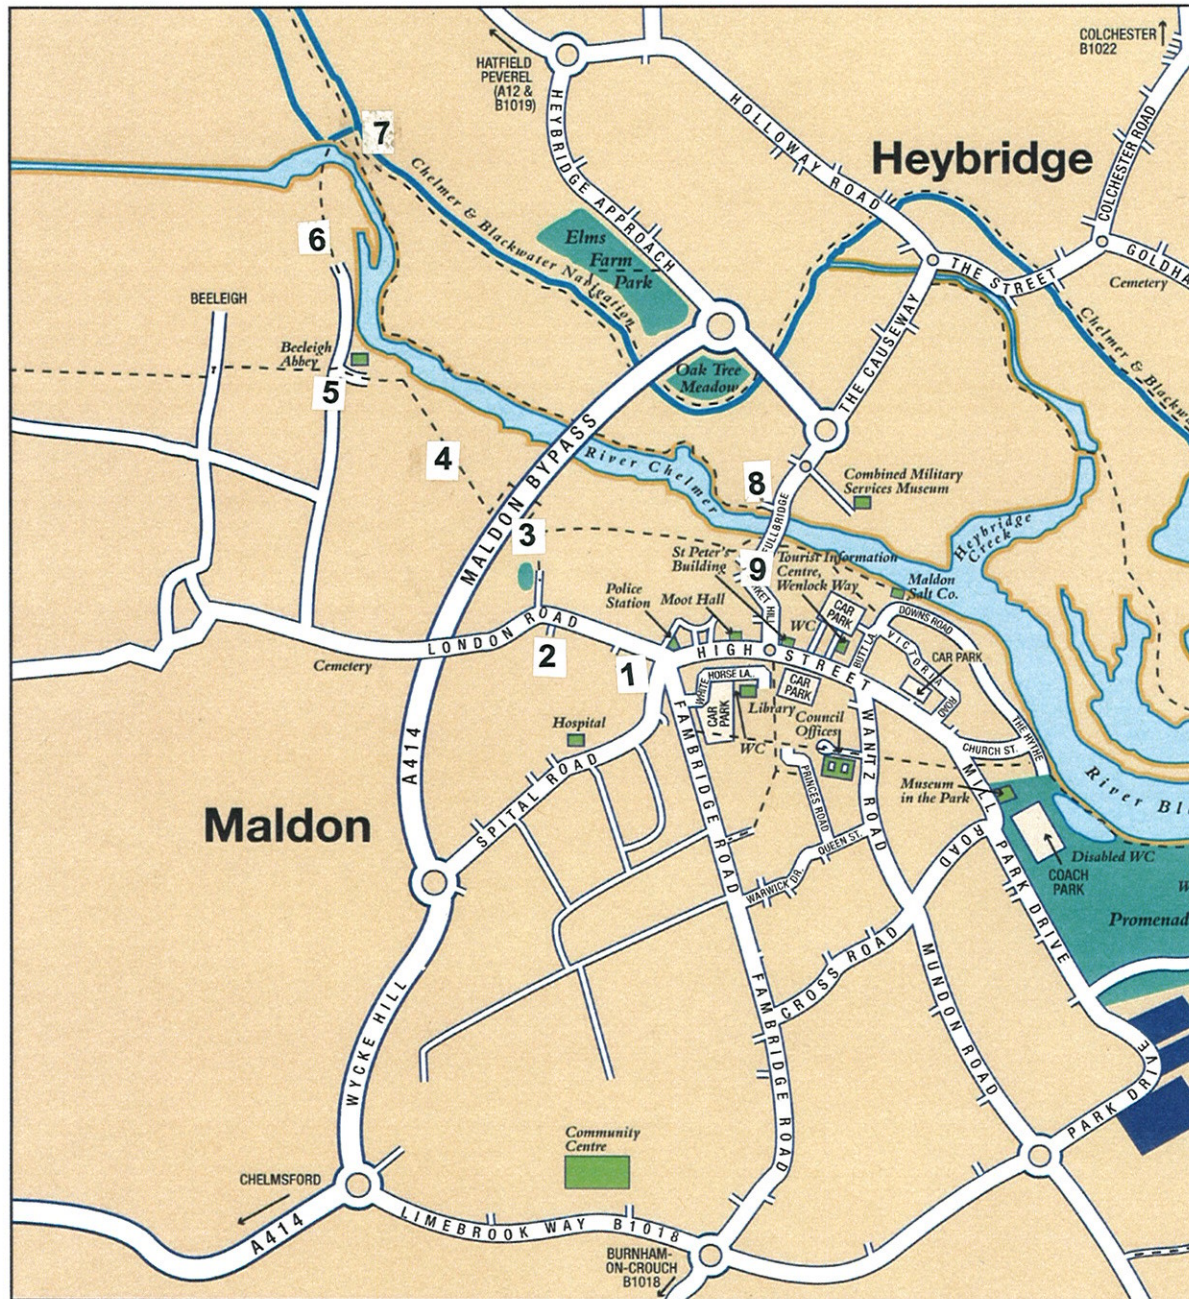 COLCHESTER
B1022
HATFIELD
PEVEREL
(A12 &
B1019)
HEYBRIDGE APPROACH
HOLLOWAY ROAD
COLCHESTER ROAD
7
Heybridge
Chelmer & Blackwater Navigation
Elms
Farm
Park
6
THE STREET
Cemetery
BEELEIGH
THE CAUSEWAY
Chelmer &
Beeleigh
Abbey
5
Oak Tree
Meadow
MALDON BYPASS
River Chelmer
4
8
Combined Military
Services Museum
FULLBRIDGE
Heybridge
Creek
3
St Peter's
Building
9
Tourist Information
Centre,
Wenlock Way
Maldon
Salt Co.
Police
Station
Moot Hall
HILL
WC
CAR
PARK
DOWNS ROAD
LONDON ROAD
Cemetery
2
1
HIGH STREET
BUTT LA.
VICTORIA
ROAD
CAR PARK
WHITE
HORSE LA..
CAR
PARK
Library
CAR
PARK
WC
Council
Offices
THE HYTHE
CHURCH ST.
Hospital
A414
SPITAL ROAD
FAMBRIDGE ROAD
PRINCES ROAD
WANTZ ROAD
MILL
ROAD
Museum
in the Park
River
Maldon
QUEEN ST.
WARWICK DR.
Disabled WC
COACH
PARK
PARK DRIVE
CROSS ROAD
MUNDON ROAD
FAMBRIDGE ROAD
WYCKE HILL
PARK DRIVE
Community
Centre
CHELMSFORD
A414
LIMEBROOK WAY B1018
BURNHAM-
ON-CROUCH
B1018